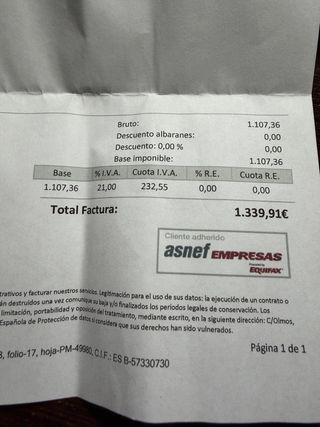 Bruto: 1.107,36
Descuento albaranes: 0,00
Descuento: 0,00 % 0,00
Base imponible: 1.107,36
Base % I.V.A. Cuota I.V.A. % R.E. Cuota R.E.
1.107,36 21,00 232,55 0,00 0,00
Total Factura: 1.339,91€
Cliente adherido
asnef EMPRESAS
Powered by
EQUIFAX
trativos y facturar nuestros servicios. Legitimación para el uso de sus datos: la ejecución de un contrato o
án destruidos una vez comunique su baja y/o finalizados los periodos legales de conservación. Los
limitación, portabilidad y oposición del tratamiento, mediante escrito, en la siguiente dirección: C/Olmos,
Española de Protección de datos si considera que sus derechos han sido vulnerados.
Página 1 de 1
8, folio-17, hoja-PM-49980, C.I.F.: ES B-57330730